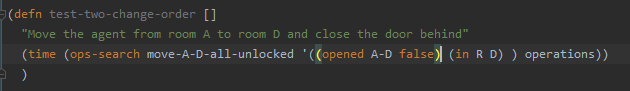 (defn test-two-change-order []
"Move the agent from room A to room D and close the door behind"
(time (ops-search move-A-D-all-unlocked '((opened A-D false) (in R D) ) operations))
)